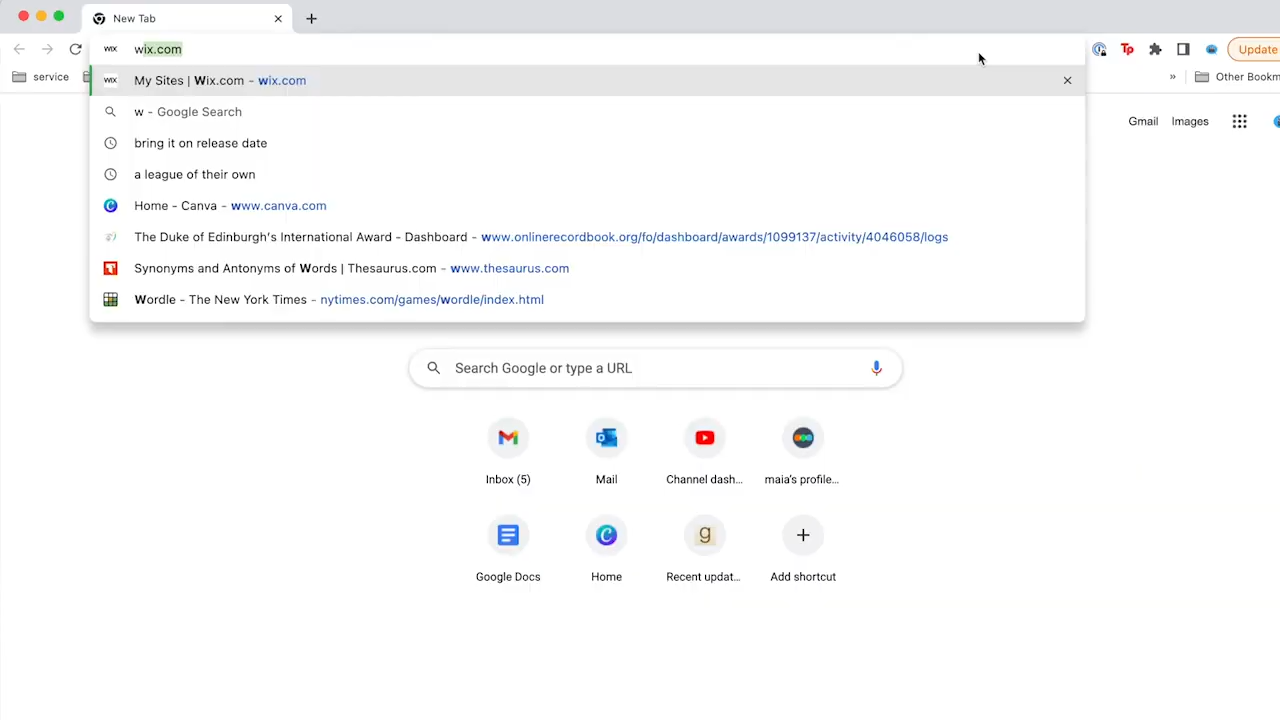 New Tab
WIX wix.com
Tp
Update
service
»
Other Bookm
WIX My Sites | Wix.com - wix.com
w - Google Search
bring it on release date
a league of their own
Home - Canva - www.canva.com
The Duke of Edinburgh's International Award - Dashboard - www.onlinerecordbook.org/fo/dashboard/awards/1099137/activity/4046058/logs
Synonyms and Antonyms of Words | Thesaurus.com - www.thesaurus.com
Wordle - The New York Times - nytimes.com/games/wordle/index.html
Gmail Images
Search Google or type a URL
Inbox (5) Mail Channel dash... maia's profile...
Google Docs Home Recent updat... Add shortcut